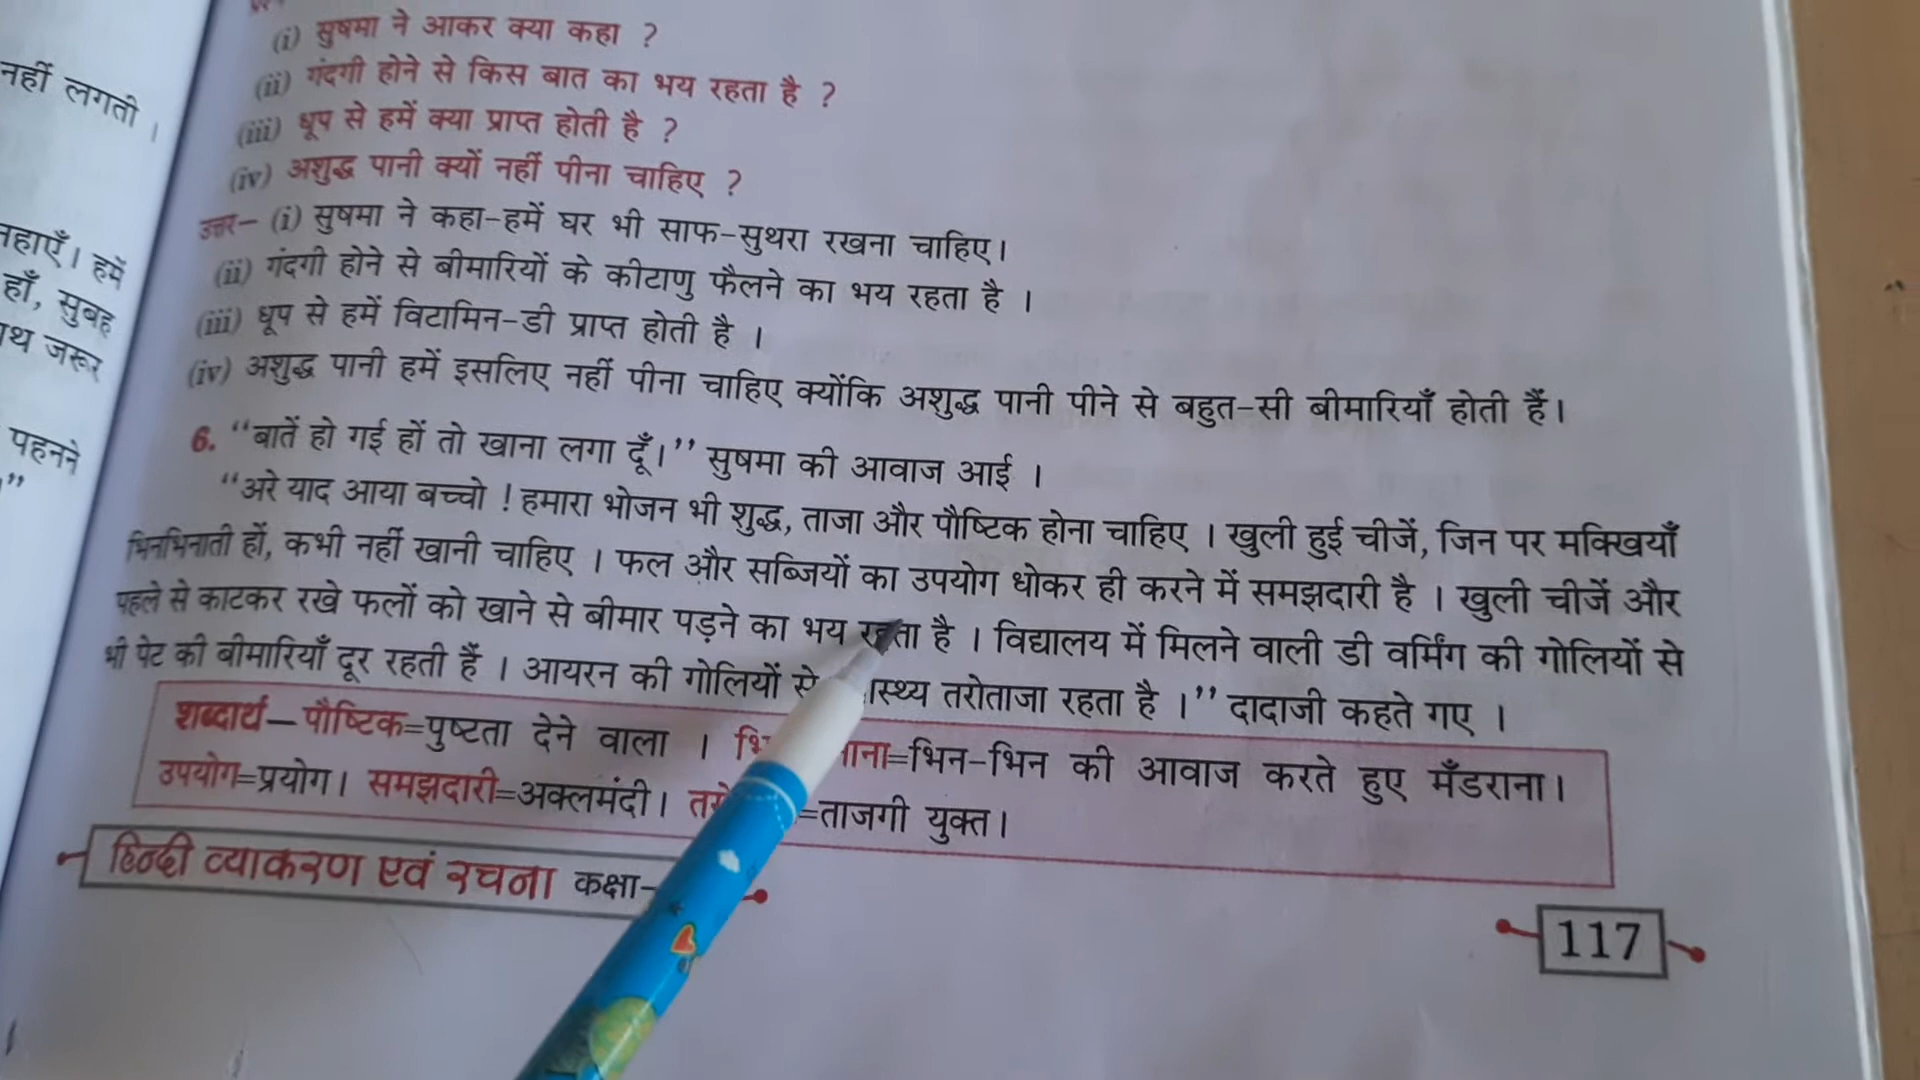 नहीं लगती ।
नहाएँ। हमें
हाँ, सुबह
जरूर
पहनने
(i) सुषमा ने आकर क्या कहा ?
(ii) गंदगी होने से किस बात का भय रहता है ?
(iii) धूप से हमें क्या प्राप्त होती है ?
(iv) अशुद्ध पानी क्यों नहीं पीना चाहिए ?
उत्तर– (i) सुषमा ने कहा-हमें घर भी साफ-सुथरा रखना चाहिए।
(ii) गंदगी होने से बीमारियों के कीटाणु फैलने का भय रहता है ।
(iii) धूप से हमें विटामिन-डी प्राप्त होती है ।
(iv) अशुद्ध पानी हमें इसलिए नहीं पीना चाहिए क्योंकि अशुद्ध पानी पीने से बहुत-सी बीमारियाँ होती हैं।
6. ‘‘बातें हो गई हों तो खाना लगा दूँ।’’ सुषमा की आवाज आई ।
‘‘अरे याद आया बच्चो ! हमारा भोजन भी शुद्ध, ताजा और पौष्टिक होना चाहिए । खुली हुई चीजें, जिन पर मक्खियाँ
भिनभिनाती हों, कभी नहीं खानी चाहिए । फल और सब्जियों का उपयोग धोकर ही करने में समझदारी है । खुली चीजें और
पहले से काटकर रखे फलों को खाने से बीमार पड़ने का भय रहता है । विद्यालय में मिलने वाली डी वर्मिंग की गोलियों से
भी पेट की बीमारियाँ दूर रहती हैं । आयरन की गोलियों से तरोताजा रहता है ।’’ दादाजी कहते गए ।
शब्दार्थ– पौष्टिक=पुष्टता देने वाला । =भिन-भिन की आवाज करते हुए मँडराना।
उपयोग=प्रयोग। समझदारी=अक्लमंदी। =ताजगी युक्त।
हिन्दी व्याकरण एवं रचना कक्षा-
117